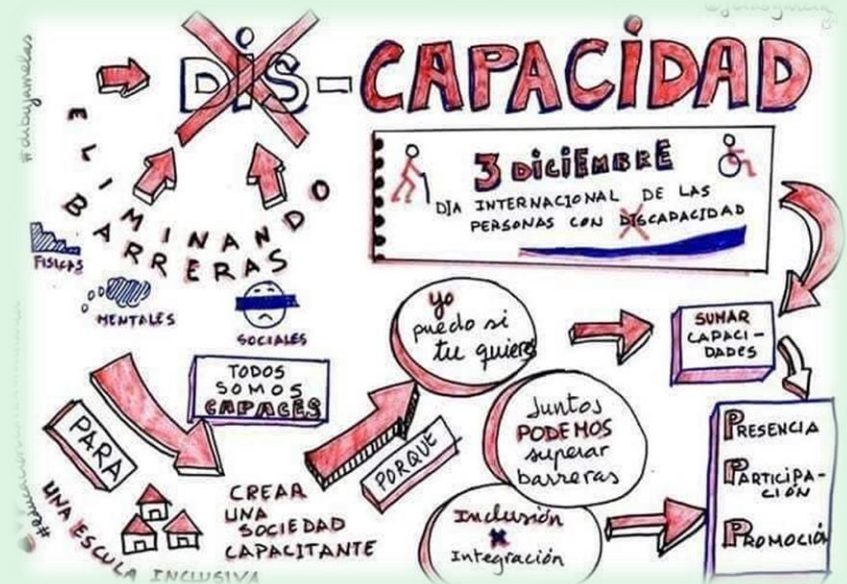 DiS-CAPACiDAD
#dibujamelas
ELIMINANDO
BARRERAS
FISICAS
MENTALES
SOCIALES
3 DICIEMBRE
DIA INTERNACIONAL DE LAS
PERSONAS CON DISCAPACIDAD
SUMAR
CAPACI-
DADES
yo
puedo si
tu quieres
TODOS
SOMOS
CAPACES
PARA
UNA ESCULA INCLUSIVA
CREAR
UNA
SOCIEDAD
CAPACITANTE
PORQUE
Juntos
PODEMOS
superar
barreras
Inclusión
x
Integración
PRESENCIA
PARTICIPA-
CIÓN
PROMOCIÓN